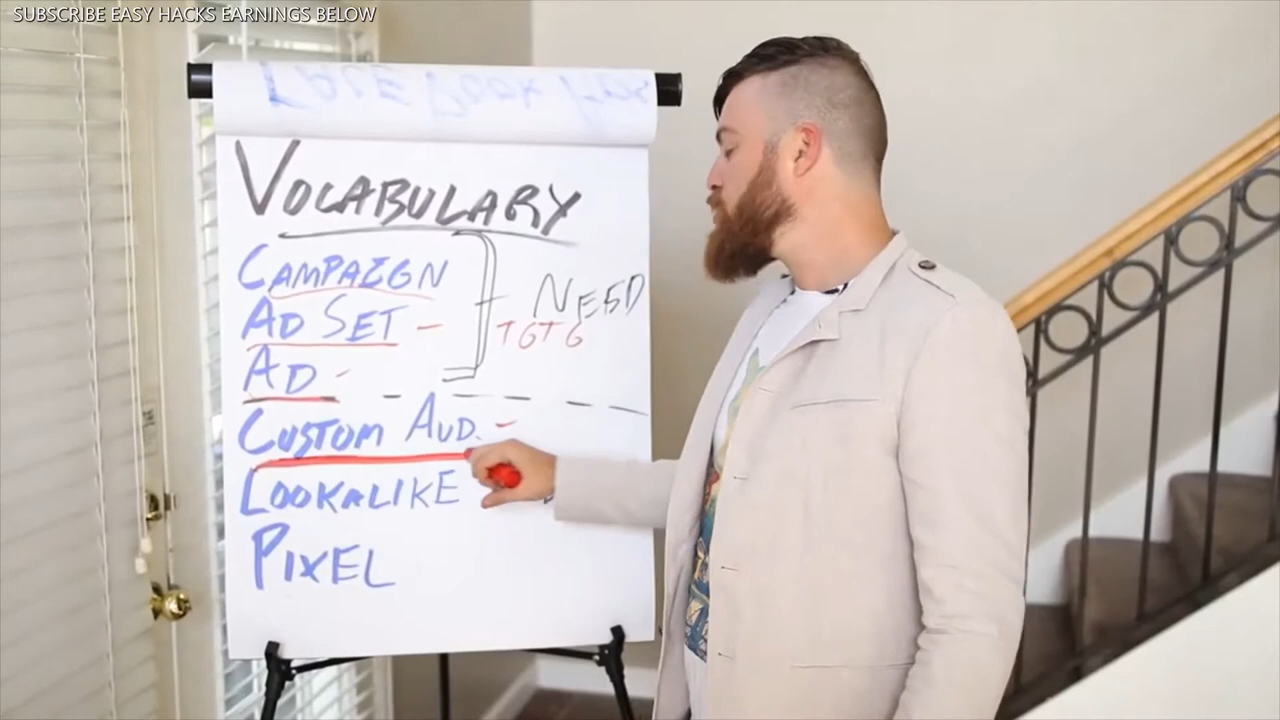 SUBSCRIBE EASY HACKS EARNINGS BELOW
VOCABULARY
CAMPAIGN
AD SET
AD
NEED
TGTG
CUSTOM AUD.
LOOKALIKE
PIXEL